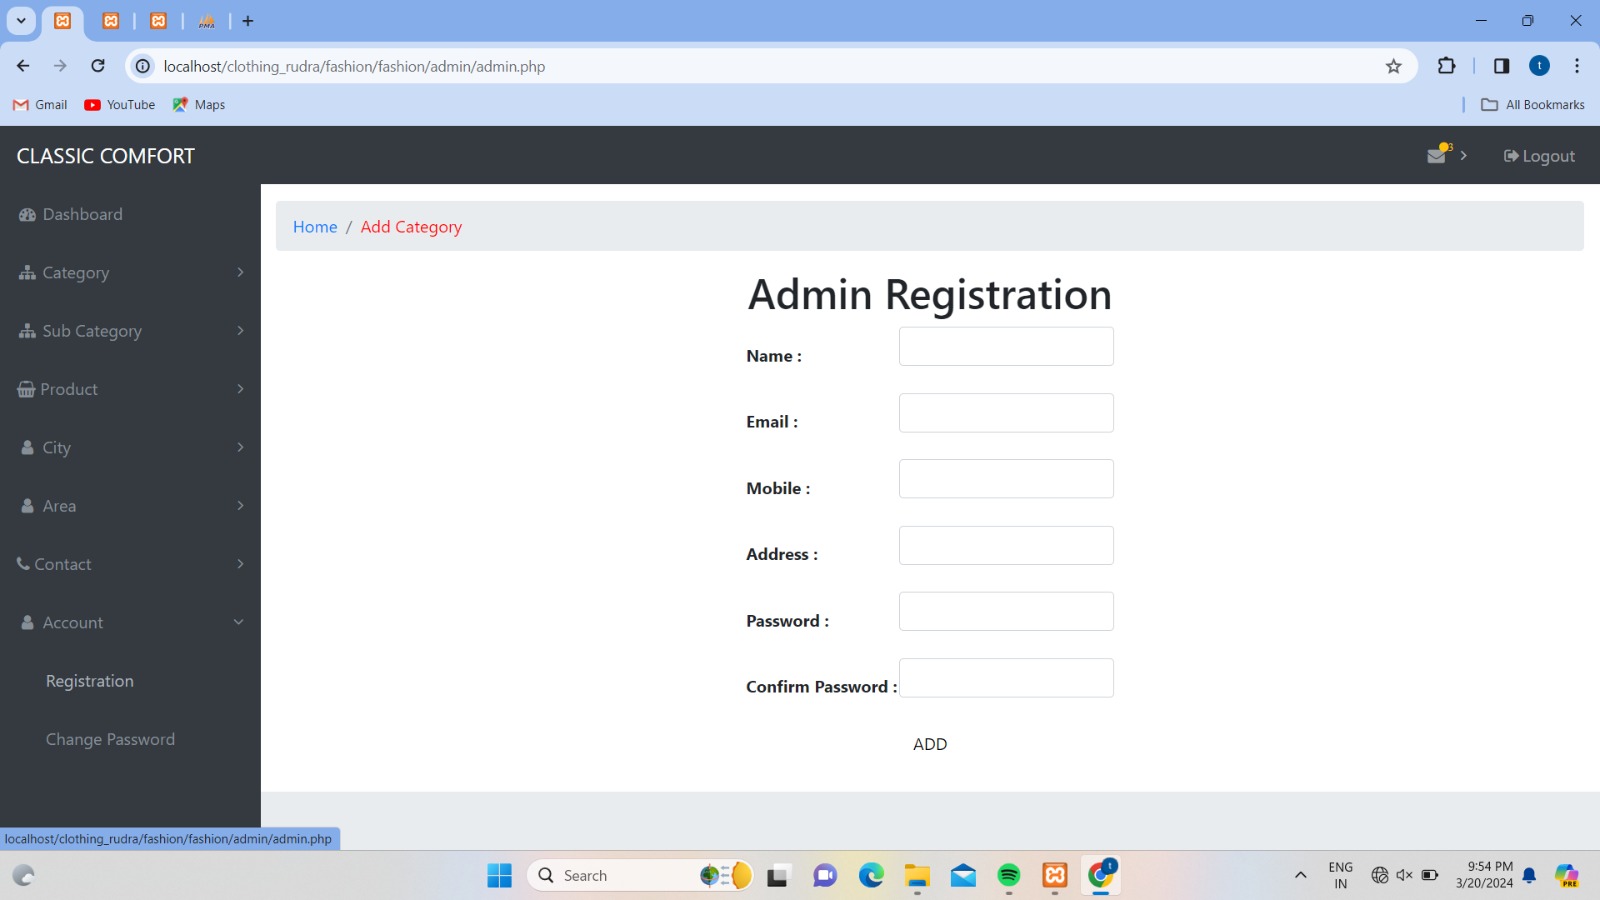 PMA
localhost/clothing_rudra/fashion/fashion/admin/admin.php
t
Gmail
YouTube
Maps
All Bookmarks
CLASSIC COMFORT
3
Logout
Dashboard
Home / Add Category
Category
Admin Registration
Sub Category
Name :
Product
Email :
City
Mobile :
Area
Address :
Contact
Password :
Account
Registration
Confirm Password :
Change Password
ADD
localhost/clothing_rudra/fashion/fashion/admin/admin.php
Search
t
ENG
IN
9:54 PM
3/20/2024
PRE